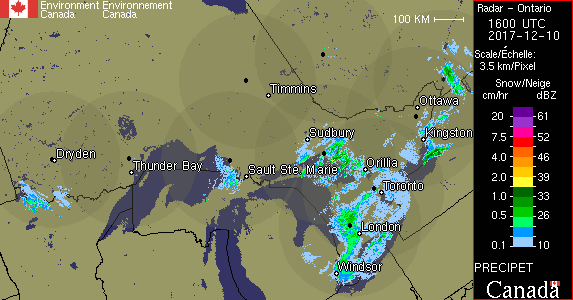 Environment Environnement
Canada Canada
Radar - Ontario
1600 UTC
2017-12-10
Scale/Échelle:
3.5 km/Pixel
Snow/Neige
cm/hr dBZ
20 61
7.5 57
5.0 52
4.0 46
2.0 39
1.0 33
0.5 26
0.1 10
PRECIPET
Canada
100 KM
Timmins
Ottawa
Sudbury
Kingston
Dryden
Thunder Bay
Sault Ste. Marie
Orillia
Toronto
London
Windsor